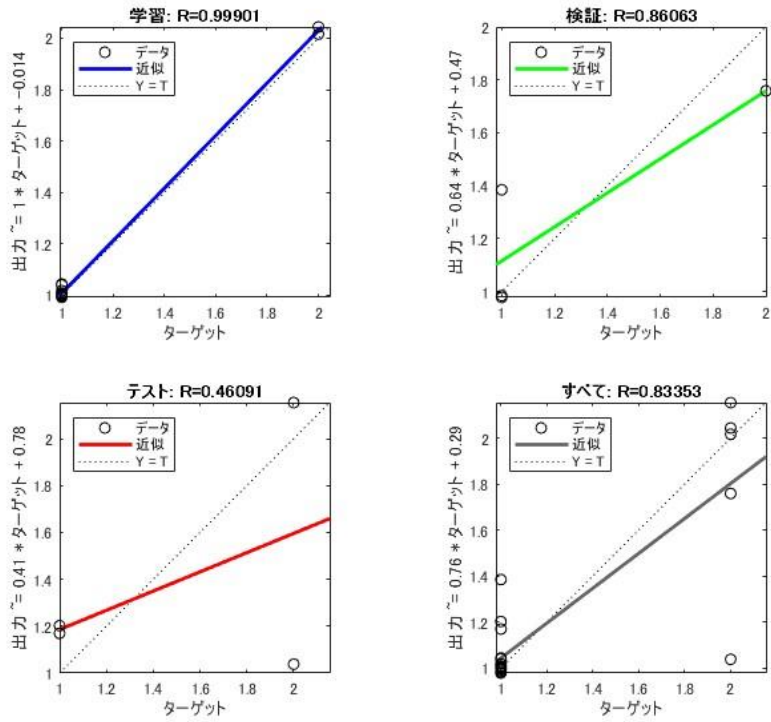 学習: R=0.99901
データ
近似
Y = T
出力 ~= 1 * ターゲット + -0.014
2
1.8
1.6
1.4
1.2
1
1
1.2
1.4
1.6
1.8
2
ターゲット
検証: R=0.86063
データ
近似
Y = T
出力 ~= 0.64 * ターゲット + 0.47
2
1.8
1.6
1.4
1.2
1
1
1.2
1.4
1.6
1.8
2
ターゲット
テスト: R=0.46091
データ
近似
Y = T
出力 ~= 0.41 * ターゲット + 0.78
2
1.8
1.6
1.4
1.2
1
1
1.2
1.4
1.6
1.8
2
ターゲット
すべて: R=0.83353
データ
近似
Y = T
出力 ~= 0.76 * ターゲット + 0.29
2
1.8
1.6
1.4
1.2
1
1
1.2
1.4
1.6
1.8
2
ターゲット